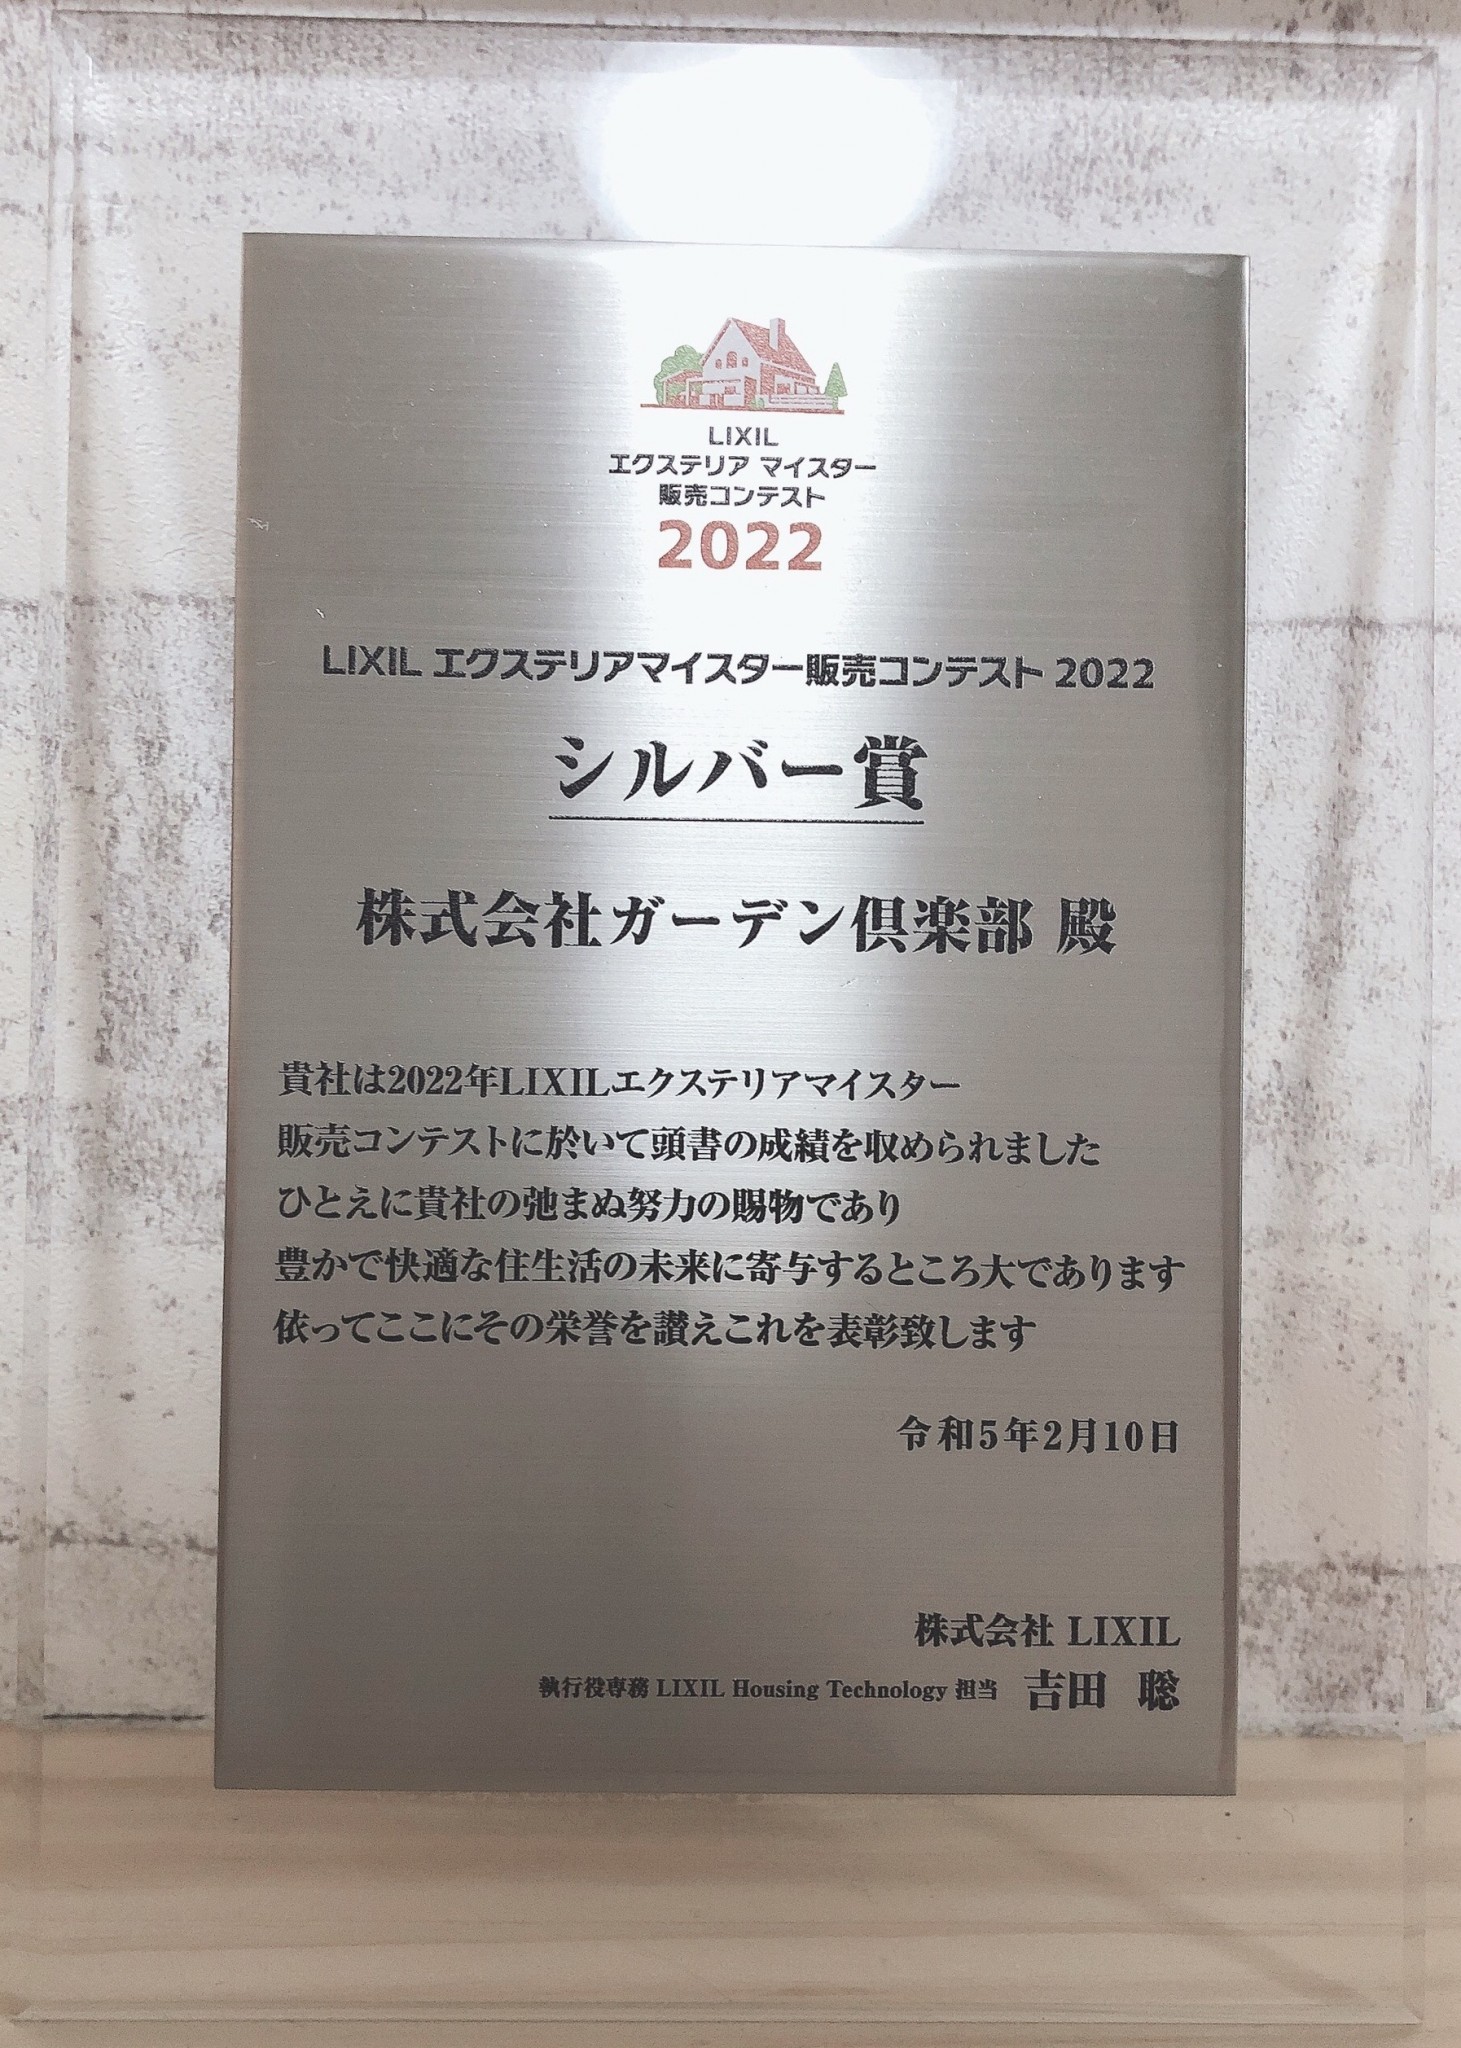 LIXIL
エクステリア マイスター
販売コンテスト
2022
LIXIL エクステリアマイスター販売コンテスト 2022
シルバー賞
株式会社ガーデン倶楽部 殿
貴社は2022年LIXILエクステリアマイスター
販売コンテストに於いて頭書の成績を収められました
ひとえに貴社の弛まぬ努力の賜物であり
豊かで快適な住生活の未来に寄与するところ大であります
依ってここにその栄誉を讃えこれを表彰致します
令和5年2月10日
株式会社 LIXIL
執行役専務 LIXIL Housing Technology 担当 吉田 聡